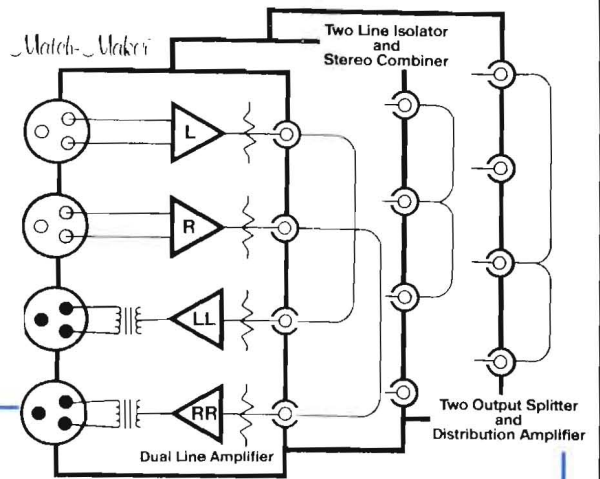 Match-Maker
Two Line Isolator
and
Stereo Combiner
L
R
LL
RR
Dual Line Amplifier
Two Output Splitter
and
Distribution Amplifier